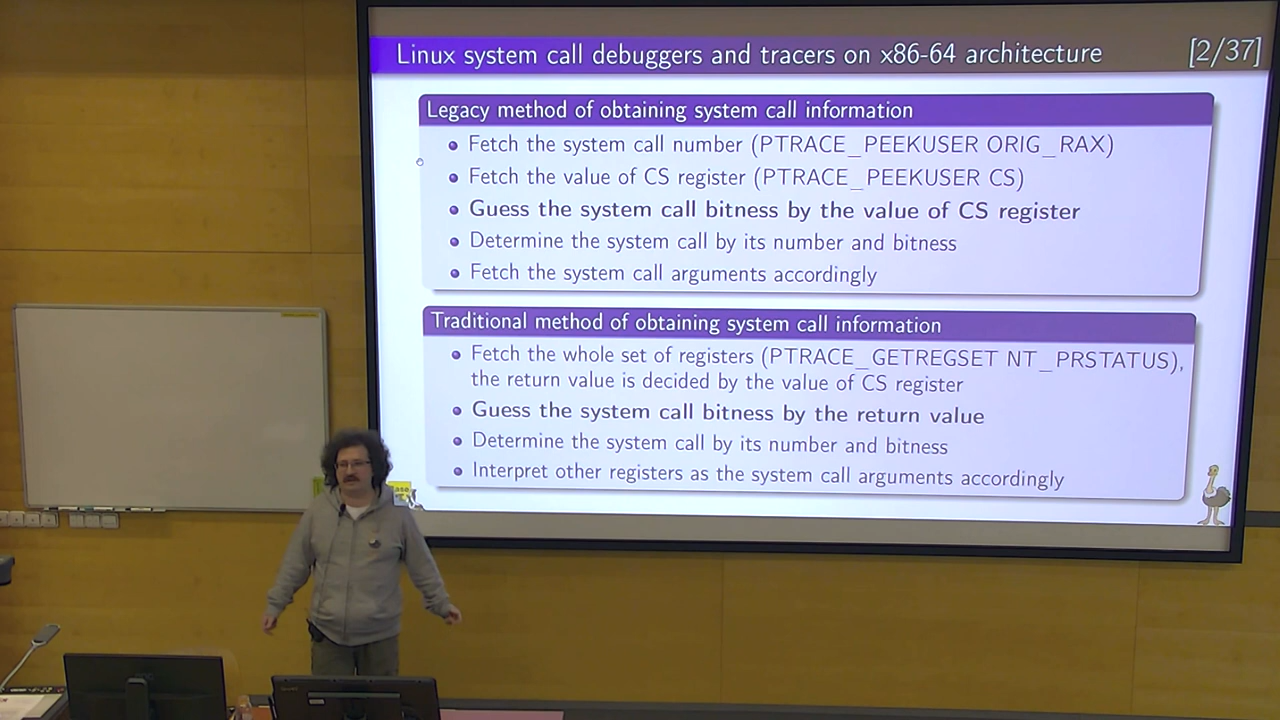 Linux system call debuggers and tracers on x86-64 architecture [2/37]
Legacy method of obtaining system call information
Fetch the system call number (PTRACE_PEEKUSER ORIG_RAX)
Fetch the value of CS register (PTRACE_PEEKUSER CS)
Guess the system call bitness by the value of CS register
Determine the system call by its number and bitness
Fetch the system call arguments accordingly
Traditional method of obtaining system call information
Fetch the whole set of registers (PTRACE_GETREGSET NT_PRSTATUS),
the return value is decided by the value of CS register
Guess the system call bitness by the return value
Determine the system call by its number and bitness
Interpret other registers as the system call arguments accordingly